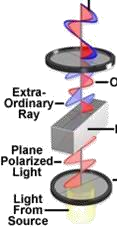 Extra-
Ordinary
Ray
Plane
Polarized
Light
Light
From
Source